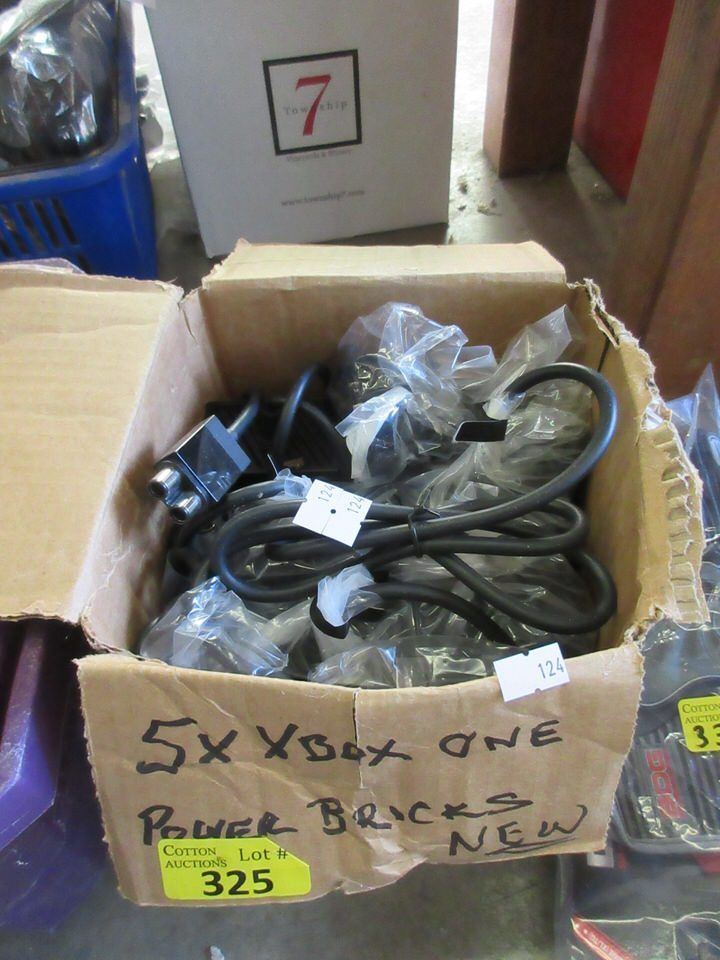 7
Township
www.township7.com
124
124
124
5X XBOX ONE
POWER BRICKS
NEW
COTTON
AUCTIONS Lot #
325
COTTON
AUCTIONS